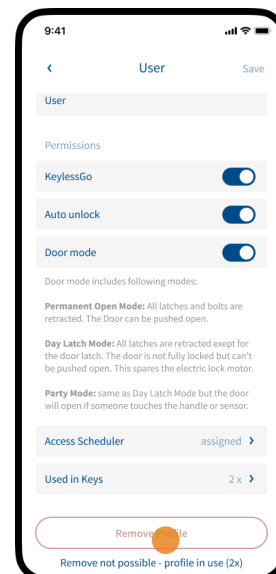 9:41
User
Save
User
Permissions
KeylessGo
Auto unlock
Door mode
Door mode includes following modes:
Permanent Open Mode: All latches and bolts are
retracted. The Door can be pushed open.
Day Latch Mode: All latches are retracted exept for
the door latch. The door is not fully locked but can't
be pushed open. This spares the electric lock motor.
Party Mode: same as Day Latch Mode but the door
will open if someone touches the handle or sensor.
Access Scheduler assigned
Used in Keys 2 x
Remove Profile
Remove not possible - profile in use (2x)